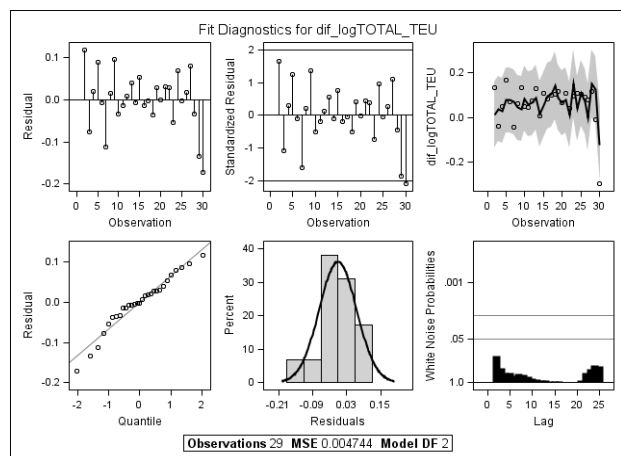 Fit Diagnostics for dif_logTOTAL_TEU
Residual
0.1
0.0
-0.1
-0.2
0 5 10 15 20 25 30
Observation
Standardized Residual
2
1
0
-1
-2
0 5 10 15 20 25 30
Observation
dif_logTOTAL_TEU
0.2
0.0
-0.2
0 5 10 15 20 25 30
Observation
Residual
0.1
0.0
-0.1
-0.2
-2 -1 0 1 2
Quantile
Percent
40
30
20
10
0
-0.21 -0.09 0.03 0.15
Residuals
White Noise Probabilities
.001
.05
1.0
0 5 10 15 20 25
Lag
Observations 29 MSE 0.004744 Model DF 2